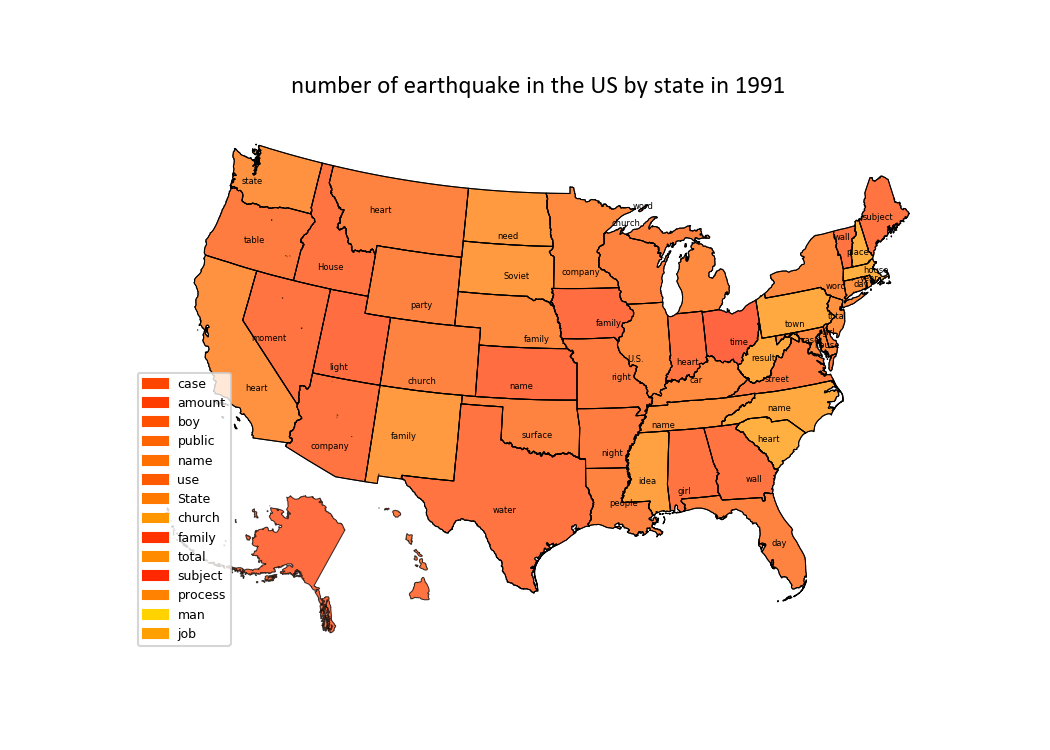 number of earthquake in the US by state in 1991
state
table
heart
need
word
church
subject
wall
place
House
Soviet
company
house
day
word
party
family
family
total
town
moment
time
U.S.
result
light
church
heart
car
right
street
name
heart
name
name
family
surface
heart
company
night
wall
idea
girl
people
water
day
case
amount
boy
public
name
use
State
church
family
total
subject
process
man
job